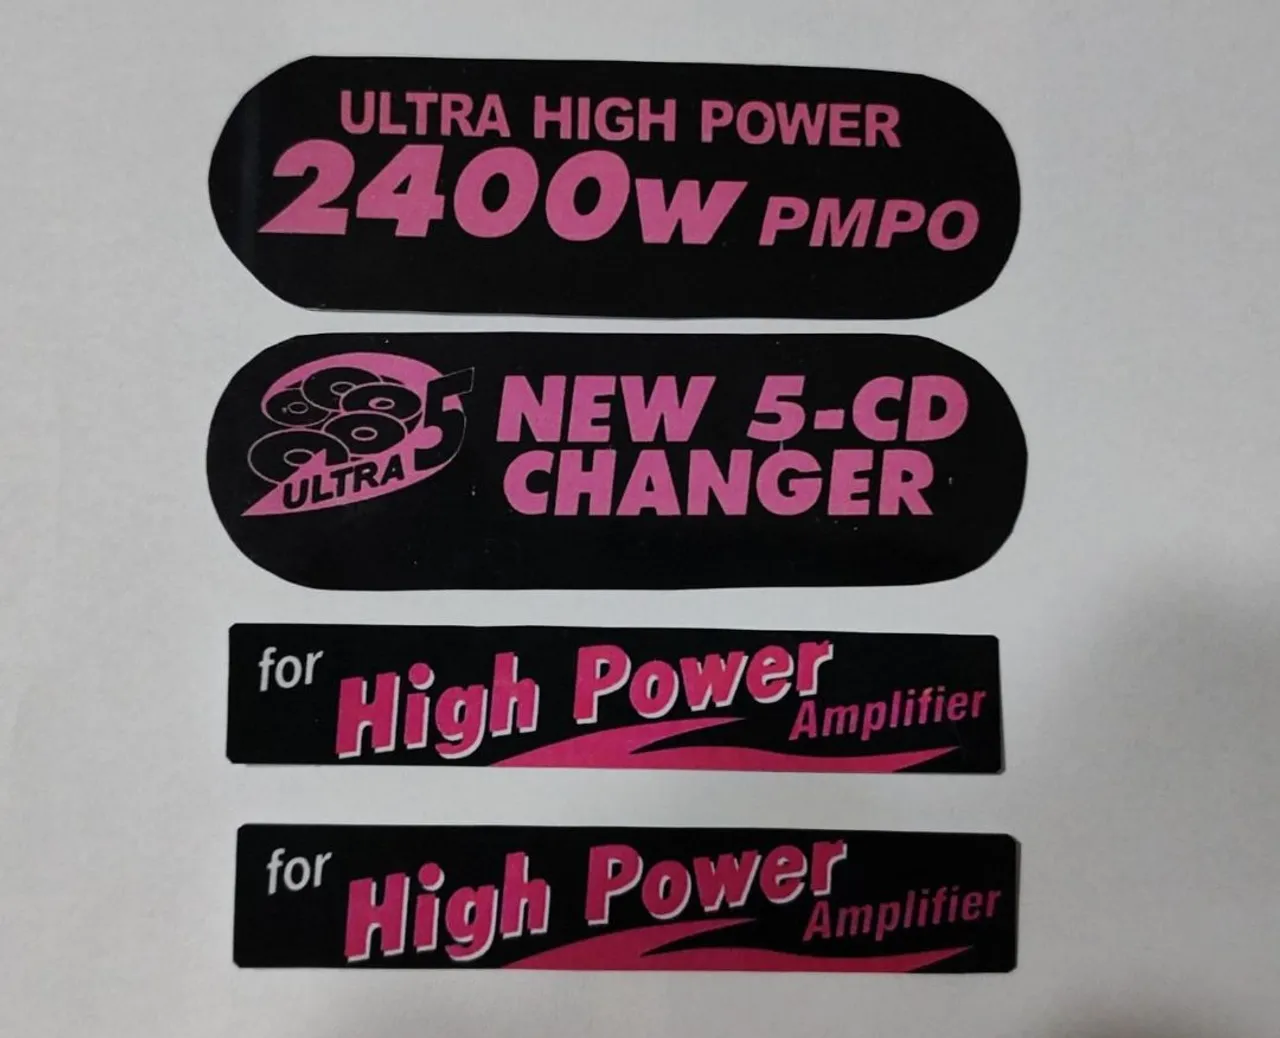 ULTRA HIGH POWER
2400w PMPO
5
ULTRA
NEW 5-CD
CHANGER
for High Power
Amplifier
for High Power
Amplifier